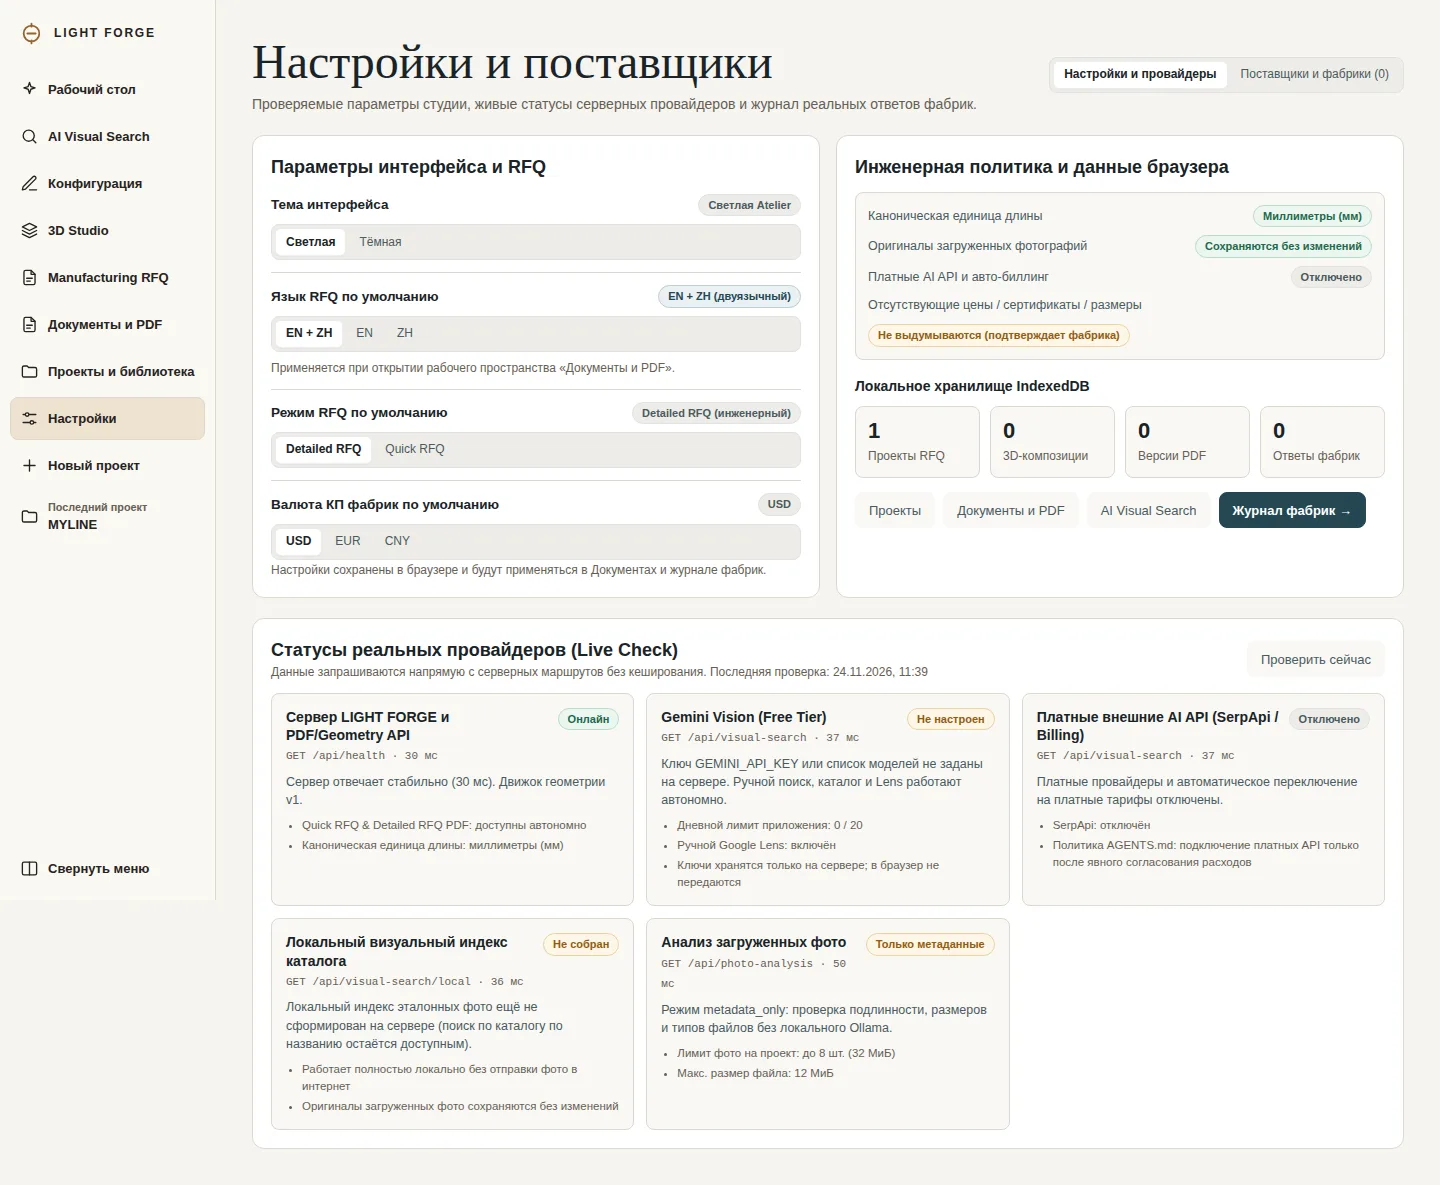 LIGHT FORGE
Рабочий стол
AI Visual Search
Конфигурация
3D Studio
Manufacturing RFQ
Документы и PDF
Проекты и библиотека
Настройки
Новый проект
Последний проект
MYLINE
Свернуть меню
Настройки и поставщики
Проверяемые параметры студии, живые статусы серверных провайдеров и журнал реальных ответов фабрик.
Настройки и провайдеры
Поставщики и фабрики (0)
Параметры интерфейса и RFQ
Тема интерфейса
Светлая Atelier
Светлая
Тёмная
Язык RFQ по умолчанию
EN + ZH (двуязычный)
EN + ZH
EN
ZH
Применяется при открытии рабочего пространства «Документы и PDF».
Режим RFQ по умолчанию
Detailed RFQ (инженерный)
Detailed RFQ
Quick RFQ
Валюта КП фабрик по умолчанию
USD
USD
EUR
CNY
Настройки сохранены в браузере и будут применяться в Документах и журнале фабрик.
Инженерная политика и данные браузера
Каноническая единица длины
Миллиметры (мм)
Оригиналы загруженных фотографий
Сохраняются без изменений
Платные AI API и авто-биллинг
Отключено
Отсутствующие цены / сертификаты / размеры
Не выдумываются (подтверждает фабрика)
Локальное хранилище IndexedDB
1
Проекты RFQ
0
3D-композиции
0
Версии PDF
0
Ответы фабрик
Проекты
Документы и PDF
AI Visual Search
Журнал фабрик →
Статусы реальных провайдеров (Live Check)
Данные запрашиваются напрямую с серверных маршрутов без кеширования. Последняя проверка: 24.11.2026, 11:39
Проверить сейчас
Сервер LIGHT FORGE и
PDF/Geometry API
Онлайн
GET /api/health · 30 мс
Сервер отвечает стабильно (30 мс). Движок геометрии
v1.
• Quick RFQ & Detailed RFQ PDF: доступны автономно
• Каноническая единица длины: миллиметры (мм)
Gemini Vision (Free Tier)
Не настроен
GET /api/visual-search · 37 мс
Ключ GEMINI_API_KEY или список моделей не заданы
на сервере. Ручной поиск, каталог и Lens работают
автономно.
• Дневной лимит приложения: 0 / 20
• Ручной Google Lens: включён
• Ключи хранятся только на сервере; в браузер не
передаются
Платные внешние AI API (SerpApi /
Billing)
Отключено
GET /api/visual-search · 37 мс
Платные провайдеры и автоматическое переключение
на платные тарифы отключены.
• SerpApi: отключён
• Политика AGENTS.md: подключение платных API только
после явного согласования расходов
Локальный визуальный индекс
каталога
Не собран
GET /api/visual-search/local · 36 мс
Локальный индекс эталонных фото ещё не
сформирован на сервере (поиск по каталогу по
названию остаётся доступным).
• Работает полностью локально без отправки фото в
интернет
• Оригиналы загруженных фото сохраняются без изменений
Анализ загруженных фото
Только метаданные
GET /api/photo-analysis · 50
мс
Режим metadata_only: проверка подлинности, размеров
и типов файлов без локального Ollama.
• Лимит фото на проект: до 8 шт. (32 МиБ)
• Макс. размер файла: 12 МиБ